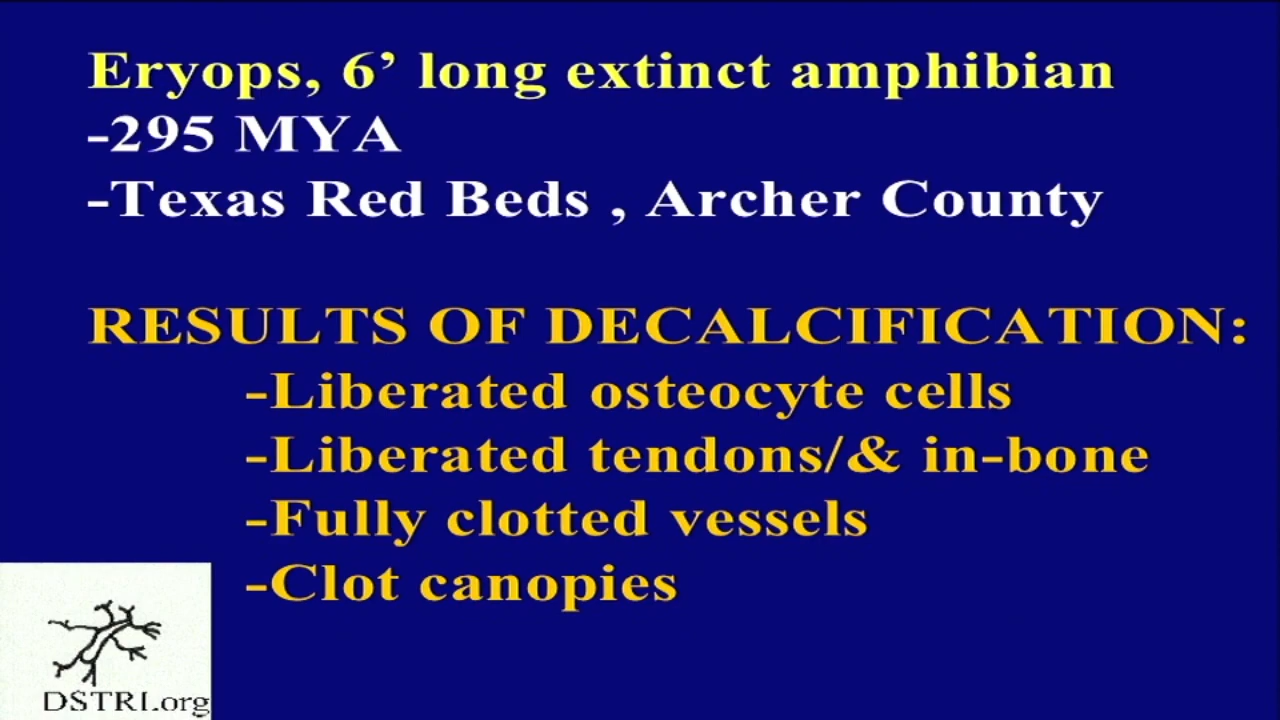 Eryops, 6’ long extinct amphibian
-295 MYA
-Texas Red Beds , Archer County
RESULTS OF DECALCIFICATION:
-Liberated osteocyte cells
-Liberated tendons/& in-bone
-Fully clotted vessels
-Clot canopies
DSTRI.org